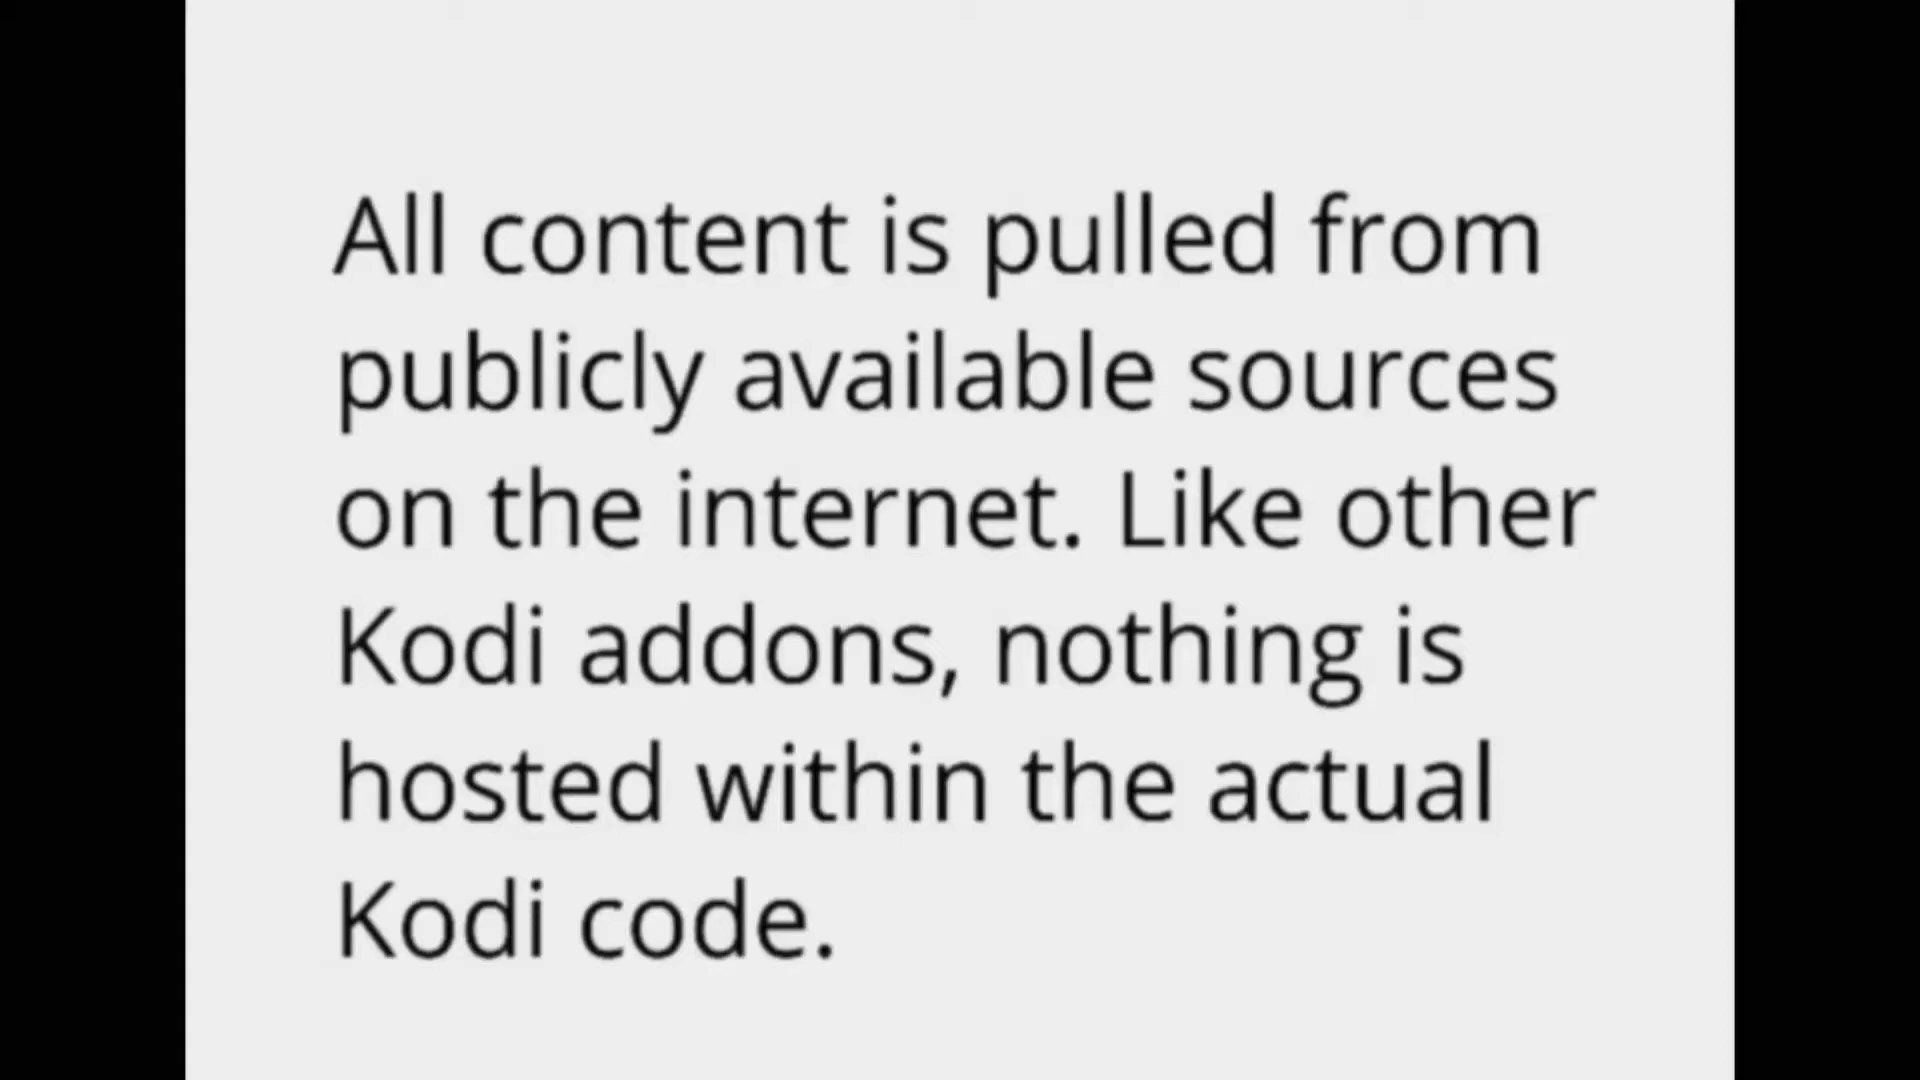 All content is pulled from
publicly available sources
on the internet. Like other
Kodi addons, nothing is
hosted within the actual
Kodi code.